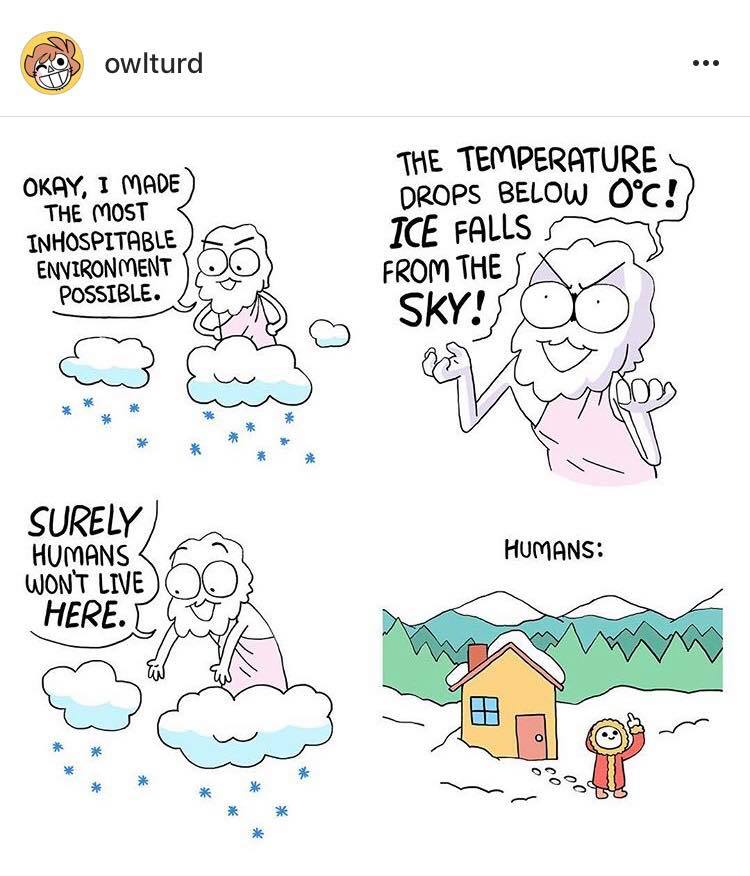 owlturd
OKAY, I MADE
THE MOST
INHOSPITABLE
ENVIRONMENT
POSSIBLE.
THE TEMPERATURE
DROPS BELOW 0°C!
ICE FALLS
FROM THE
SKY!
SURELY
HUMANS
WON'T LIVE
HERE.
HUMANS: